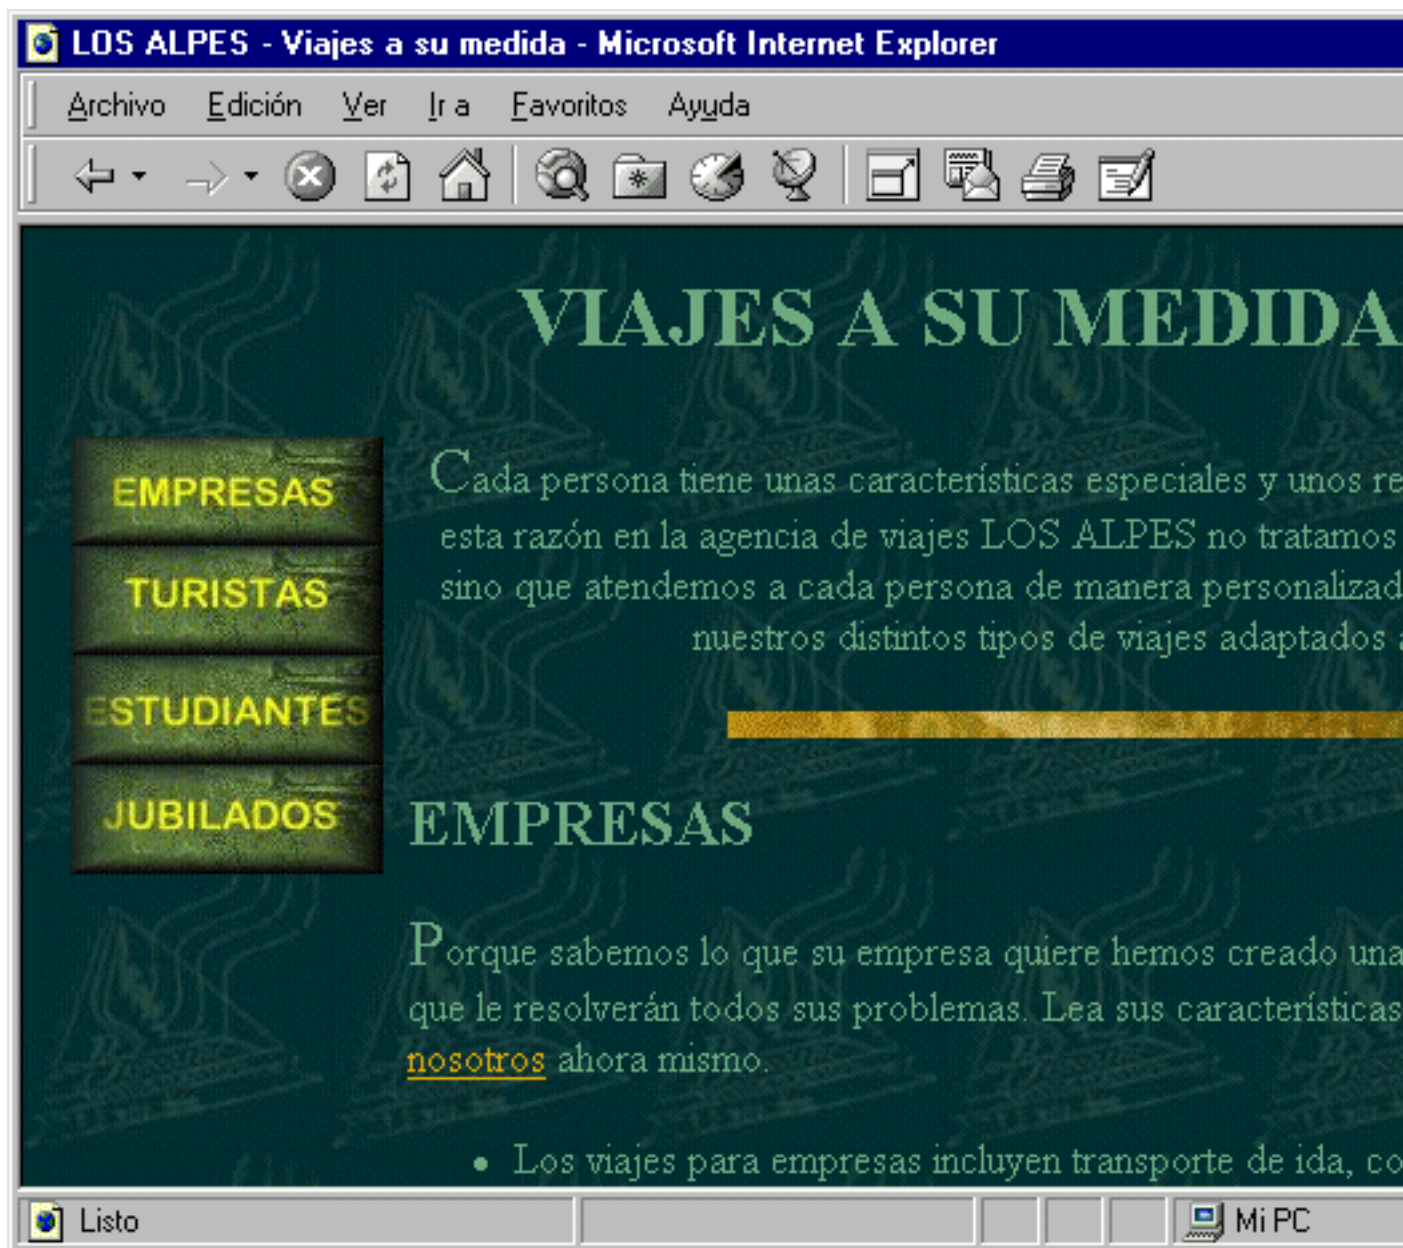 LOS ALPES - Viajes a su medida - Microsoft Internet Explorer
Archivo Edición Ver Ir a Favoritos Ayuda
VIAJES A SU MEDIDA
EMPRESAS
TURISTAS
ESTUDIANTES
JUBILADOS
Cada persona tiene unas características especiales y unos re
esta razón en la agencia de viajes LOS ALPES no tratamos
sino que atendemos a cada persona de manera personalizad
nuestros distintos tipos de viajes adaptados a
EMPRESAS
Porque sabemos lo que su empresa quiere hemos creado una
que le resolverán todos sus problemas. Lea sus características
nosotros ahora mismo.
• Los viajes para empresas incluyen transporte de ida, co
Listo Mi PC